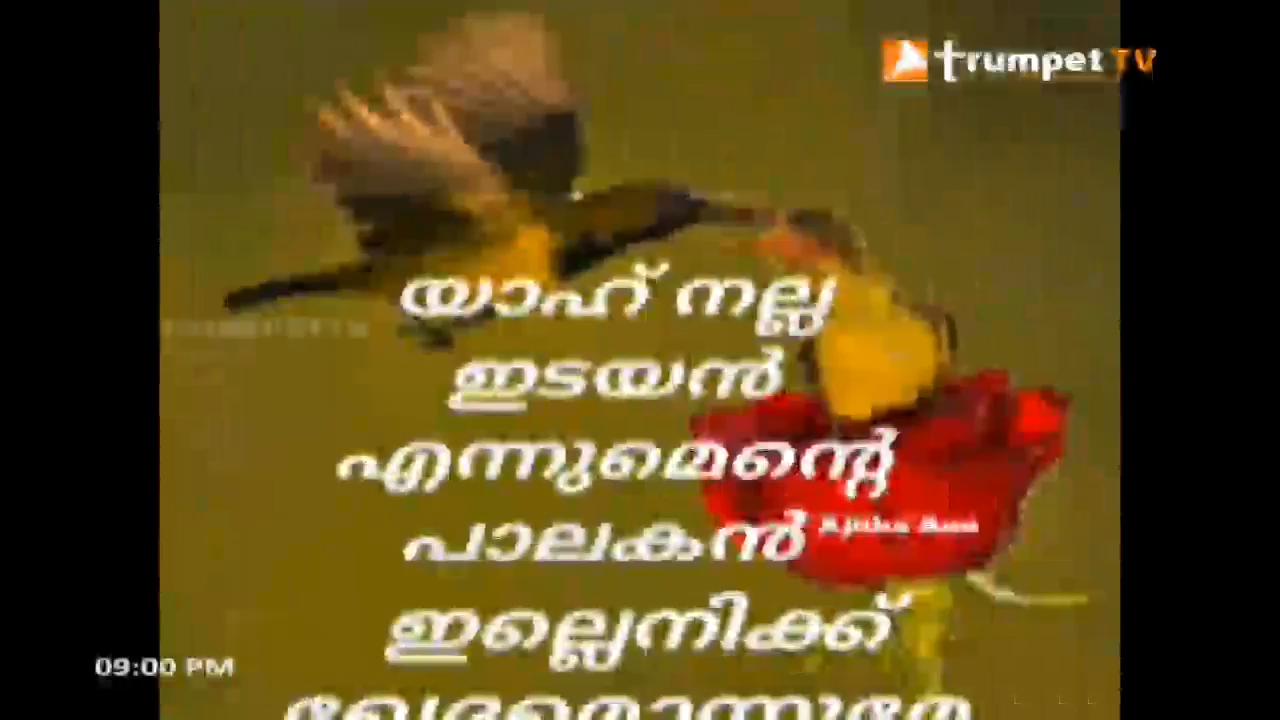 trumpet TV
യാഹ് നല്ല
ഇടയൻ
എന്നുമെന്റെ
പാലകൻ
ഇല്ലെനിക്ക്
09:00 PM